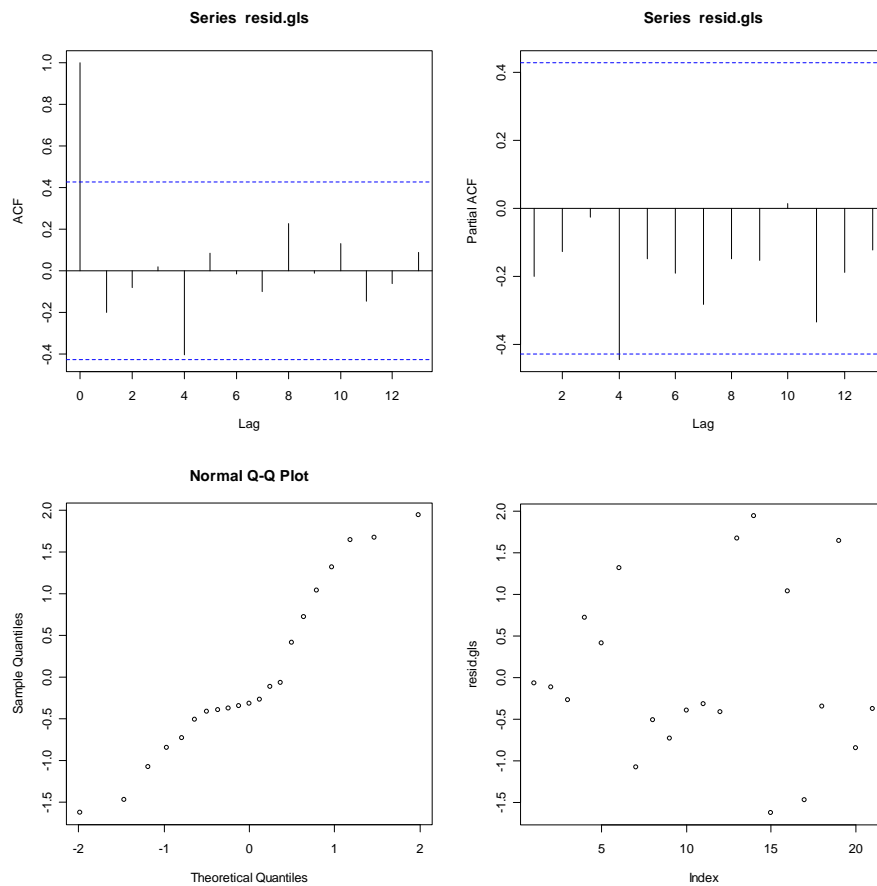 Series resid.gls
ACF
1.0
0.8
0.6
0.4
0.2
0.0
-0.2
-0.4
0 2 4 6 8 10 12
Lag
Series resid.gls
Partial ACF
0.4
0.2
0.0
-0.2
-0.4
2 4 6 8 10 12
Lag
Normal Q-Q Plot
Sample Quantiles
2.0
1.5
1.0
0.5
0.0
-0.5
-1.0
-1.5
-2 -1 0 1 2
Theoretical Quantiles
resid.gls
2.0
1.5
1.0
0.5
0.0
-0.5
-1.0
-1.5
5 10 15 20
Index